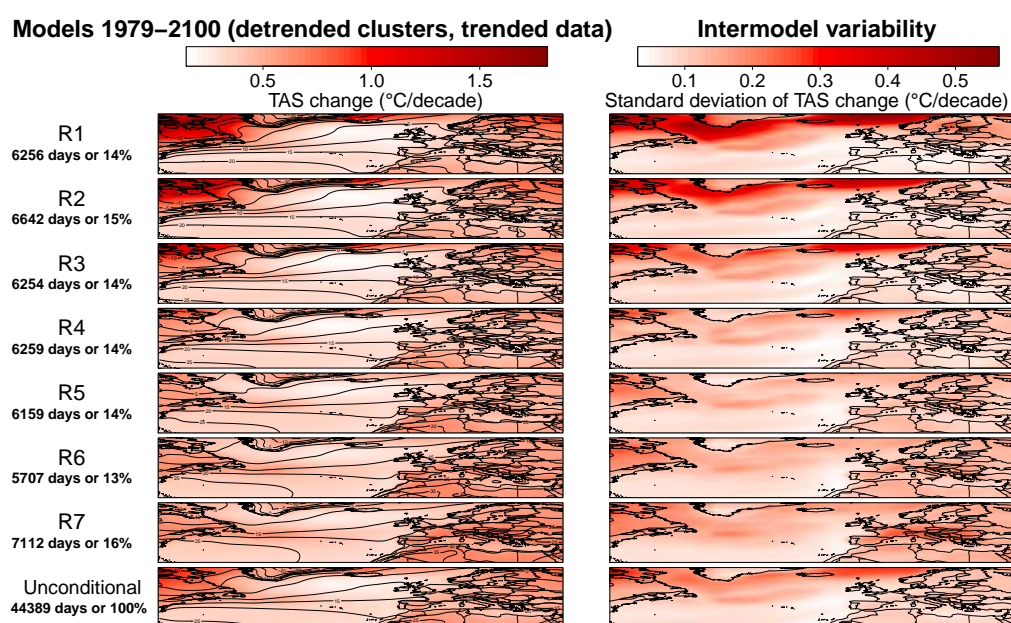 Models 1979−2100 (detrended clusters, trended data)
Intermodel variability
0.5 1.0 1.5
0.1 0.2 0.3 0.4 0.5
TAS change (°C/decade)
Standard deviation of TAS change (°C/decade)
R1
6256 days or 14%
R2
6642 days or 15%
R3
6254 days or 14%
R4
6259 days or 14%
R5
6159 days or 14%
R6
5707 days or 13%
R7
7112 days or 16%
Unconditional
44389 days or 100%